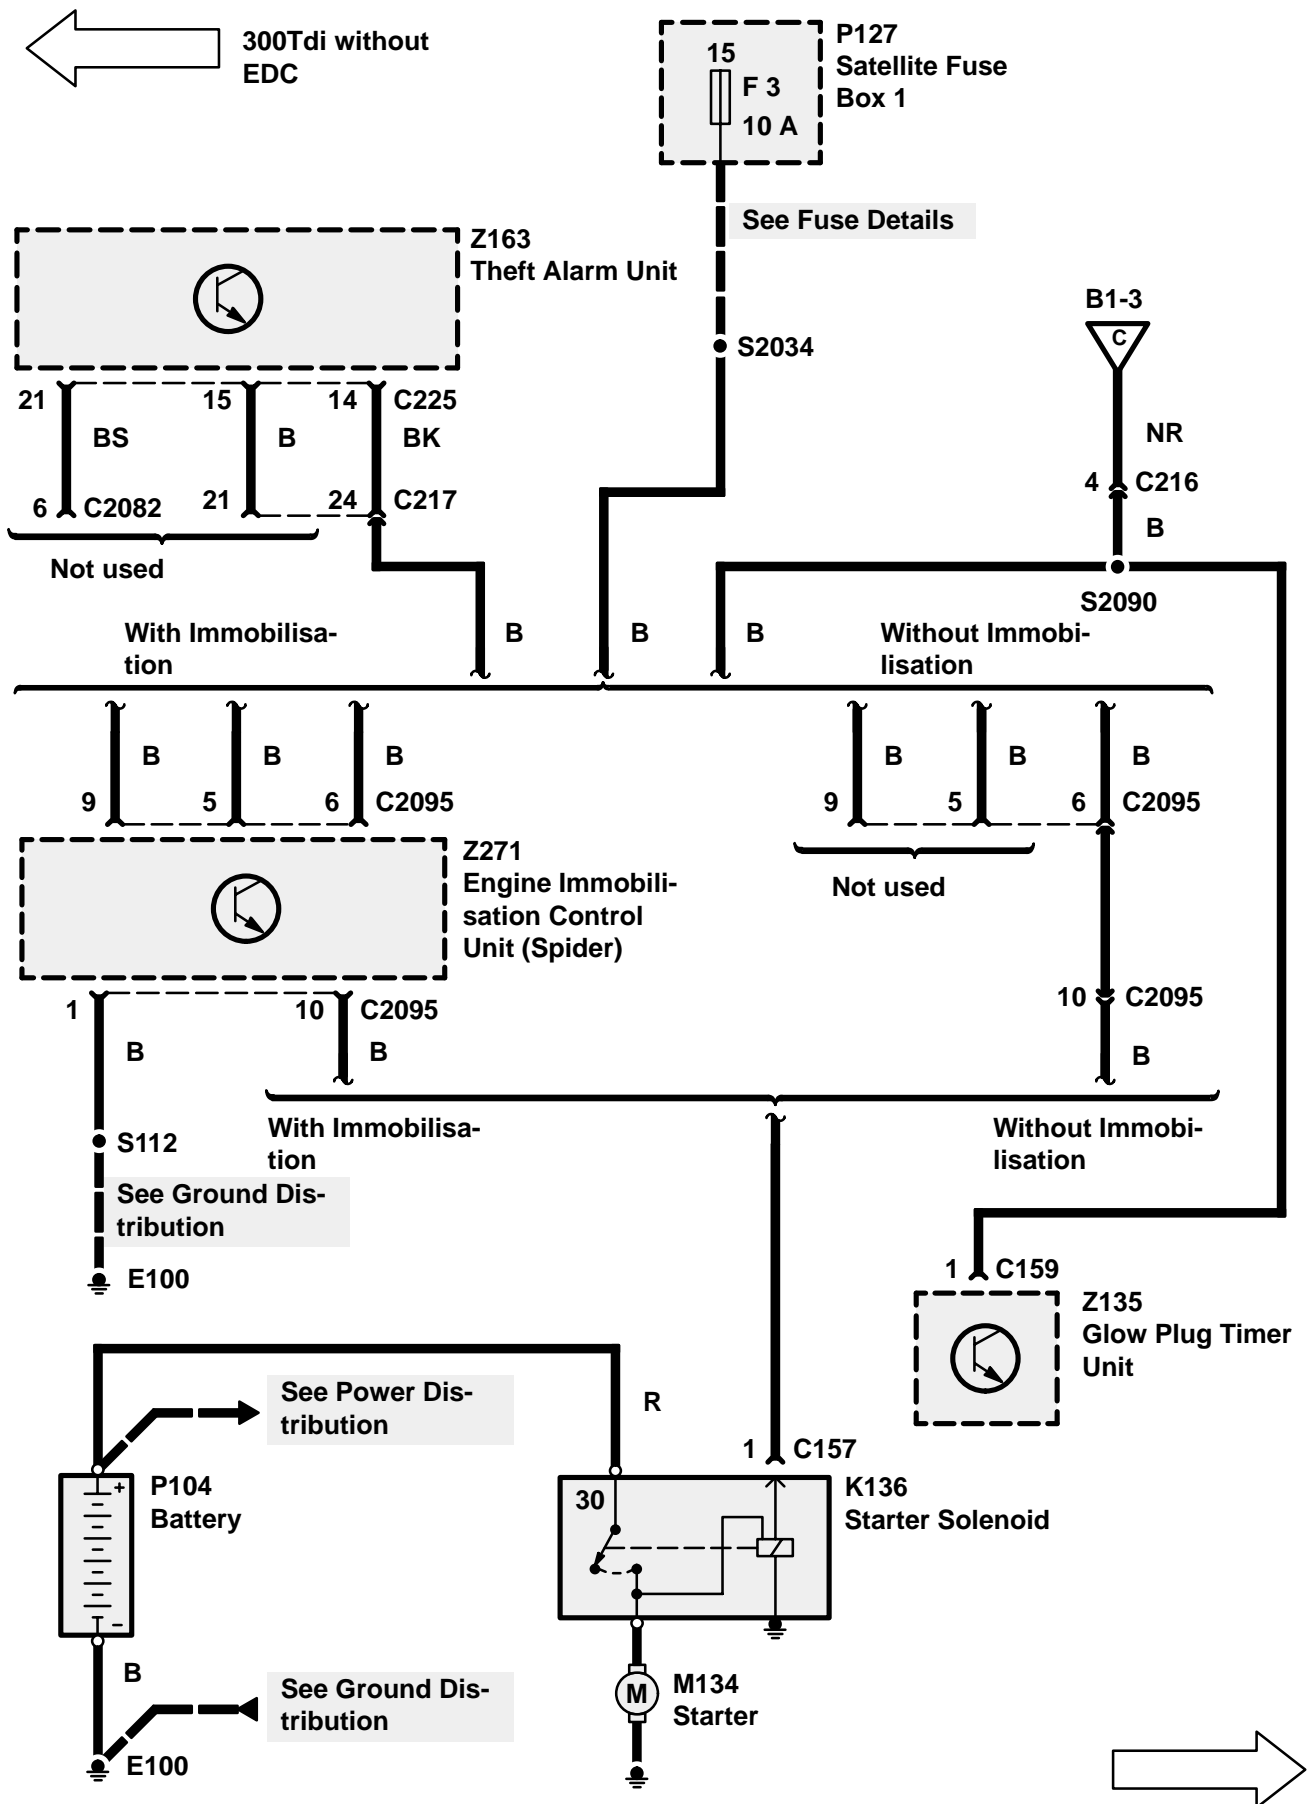 300Tdi without
EDC
15
F 3
10 A
P127
Satellite Fuse
Box 1
See Fuse Details
Z163
Theft Alarm Unit
S2034
B1-3
C
21
15
14
C225
BS
B
BK
NR
6
C2082
21
24
C217
4
C216
B
Not used
S2090
With Immobilisa-
tion
B
B
B
Without Immobi-
lisation
B
B
B
B
B
B
9
5
6
C2095
9
5
6
C2095
Z271
Engine Immobili-
sation Control
Unit (Spider)
Not used
1
10
C2095
10
C2095
B
B
B
S112
With Immobilisa-
tion
Without Immobi-
lisation
See Ground Dis-
tribution
E100
1
C159
Z135
Glow Plug Timer
Unit
See Power Dis-
tribution
R
1
C157
+
P104
Battery
–
30
K136
Starter Solenoid
B
See Ground Dis-
tribution
E100
M
M134
Starter